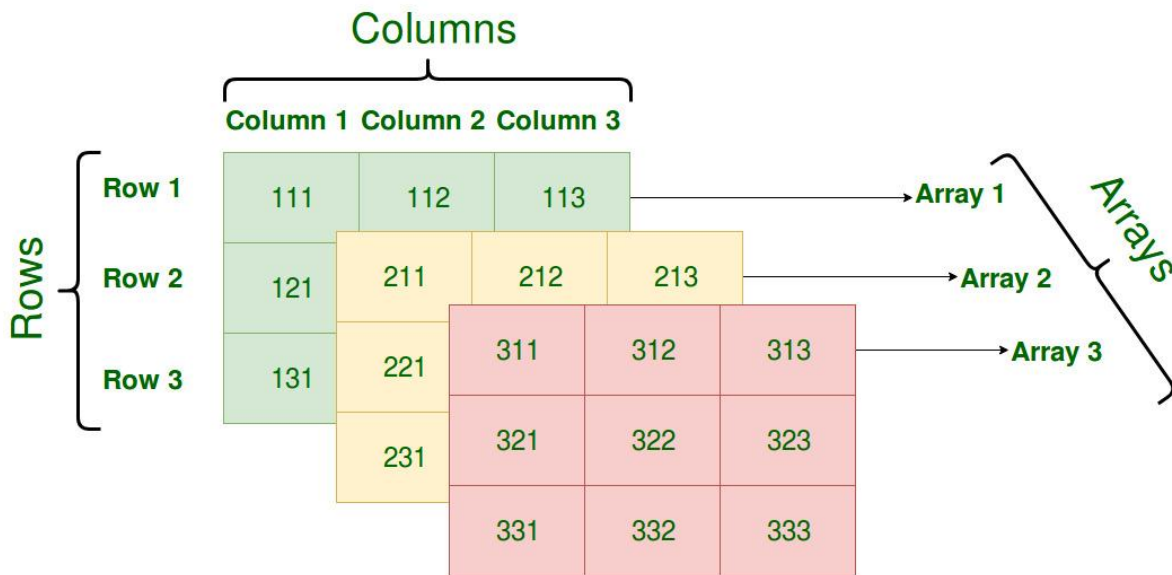 Columns
Column 1 Column 2 Column 3
Rows
Row 1 111 112 113 Array 1
Arrays
Row 2 121 211 212 213 Array 2
311 312 313 Array 3
Row 3 131 221
321 322 323
231
331 332 333